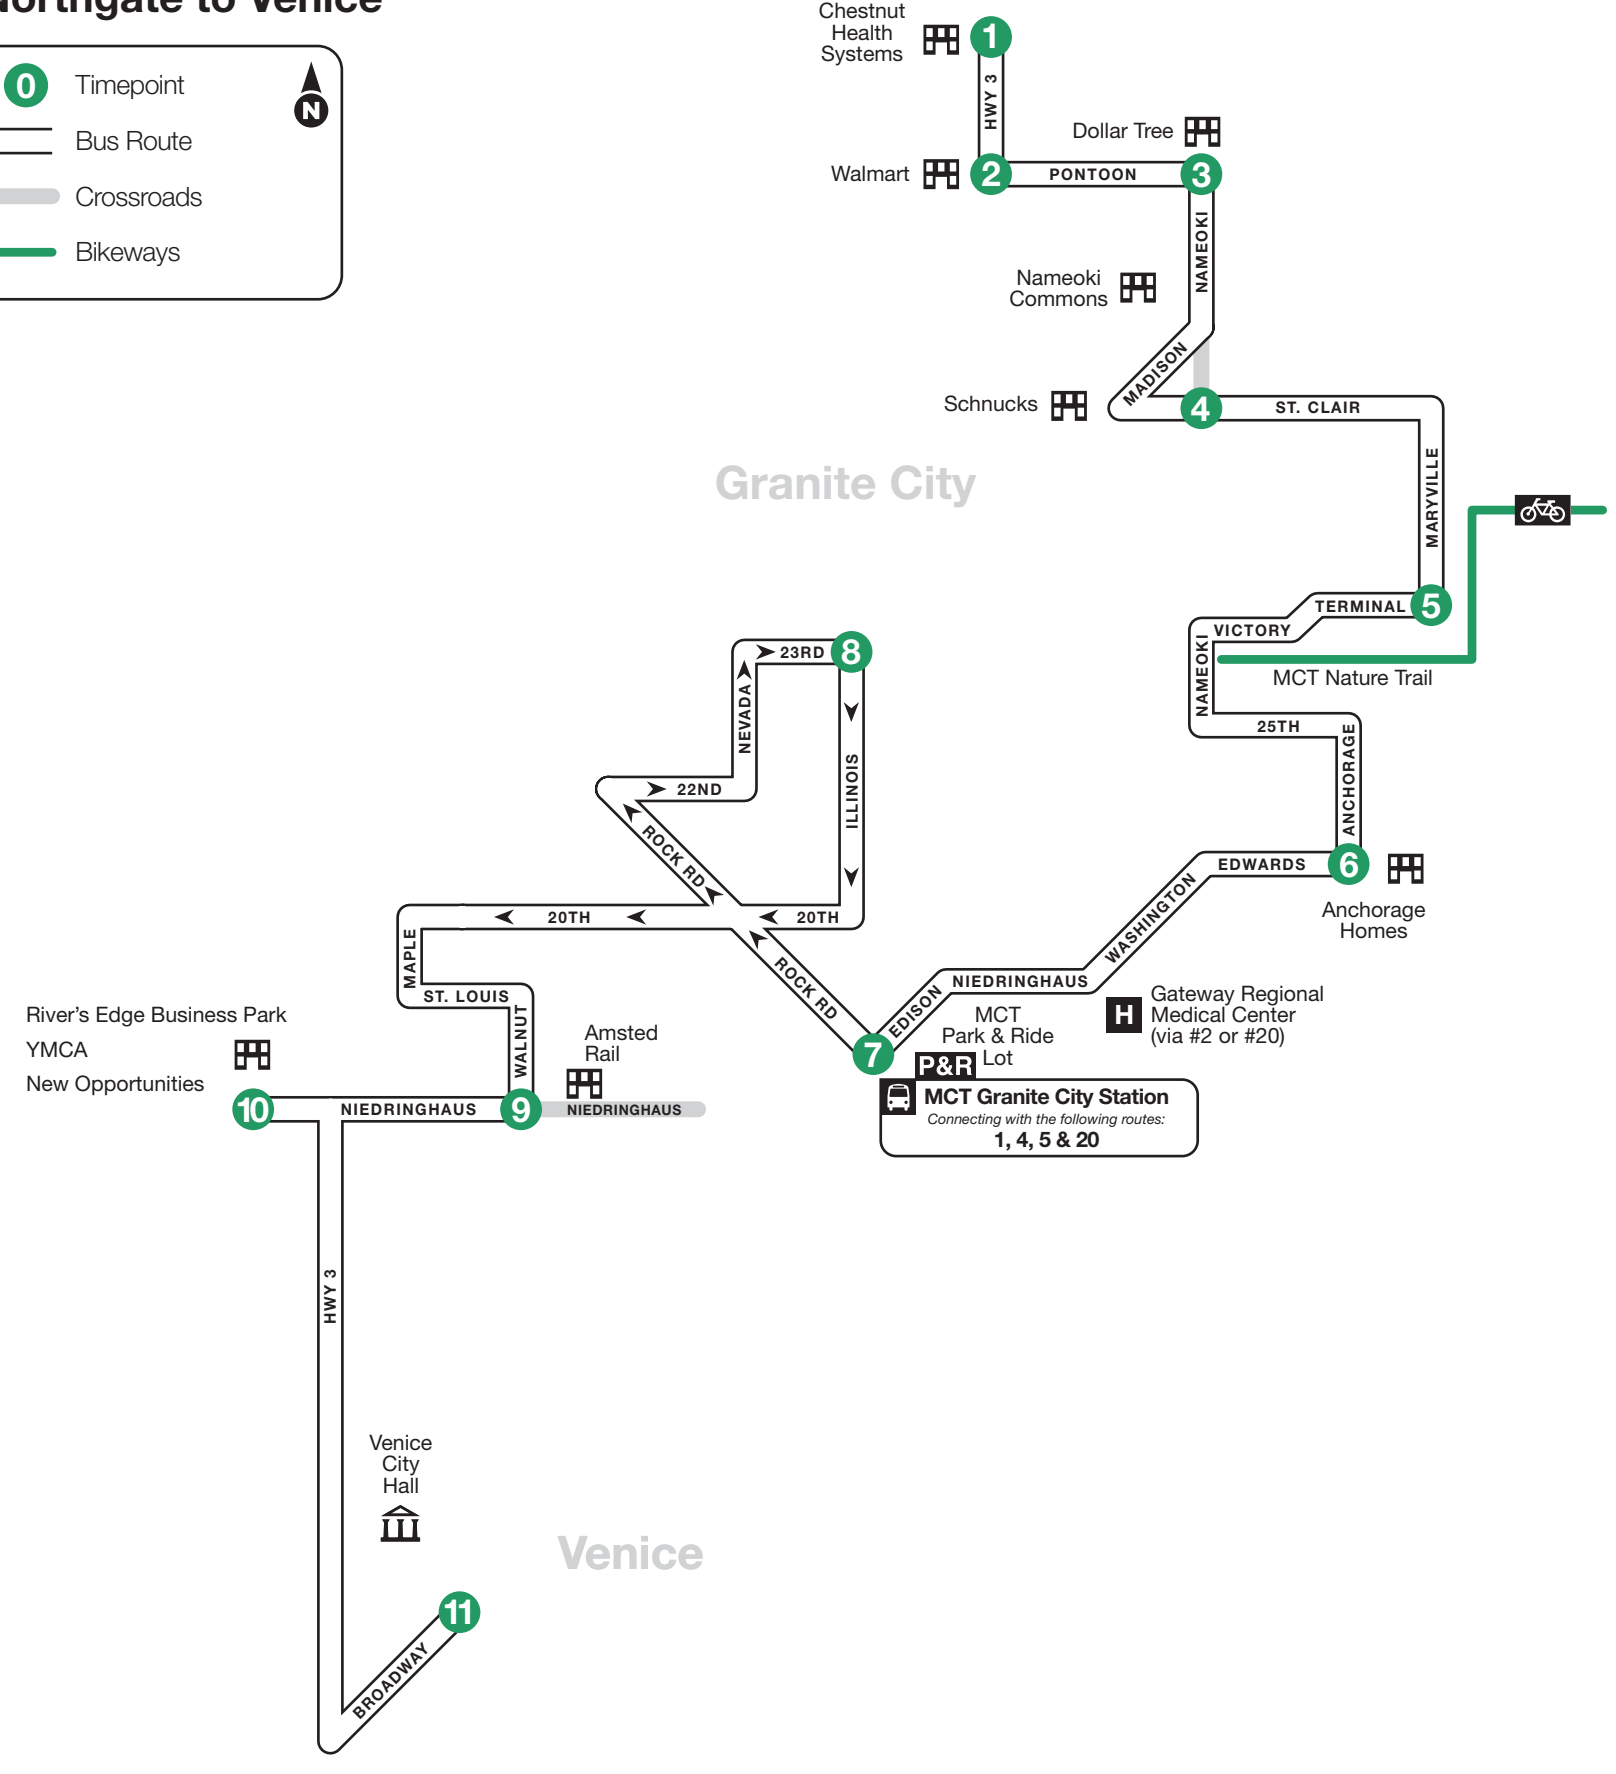 Northgate to Venice
0 Timepoint
N
Bus Route
Crossroads
Bikeways
Chestnut
Health
Systems
1
HWY 3
Dollar Tree
Walmart
2
PONTOON
3
NAMEOKI
Nameoki
Commons
MADISON
Schnucks
4
ST. CLAIR
Granite City
MARYVILLE
TERMINAL
5
VICTORY
NAMEOKI
MCT Nature Trail
25TH
ANCHORAGE
23RD
8
NEVADA
ILLINOIS
22ND
ROCK RD
EDWARDS
6
Anchorage
Homes
WASHINGTON
20TH
20TH
MAPLE
ROCK RD
NIEDRINGHAUS
EDISON
ST. LOUIS
WALNUT
H
Gateway Regional
Medical Center
(via #2 or #20)
MCT
Park & Ride
Lot
7
P&R
MCT Granite City Station
Connecting with the following routes:
1, 4, 5 & 20
River's Edge Business Park
YMCA
New Opportunities
Amsted
Rail
10
NIEDRINGHAUS
9
NIEDRINGHAUS
HWY 3
Venice
City
Hall
Venice
11
BROADWAY